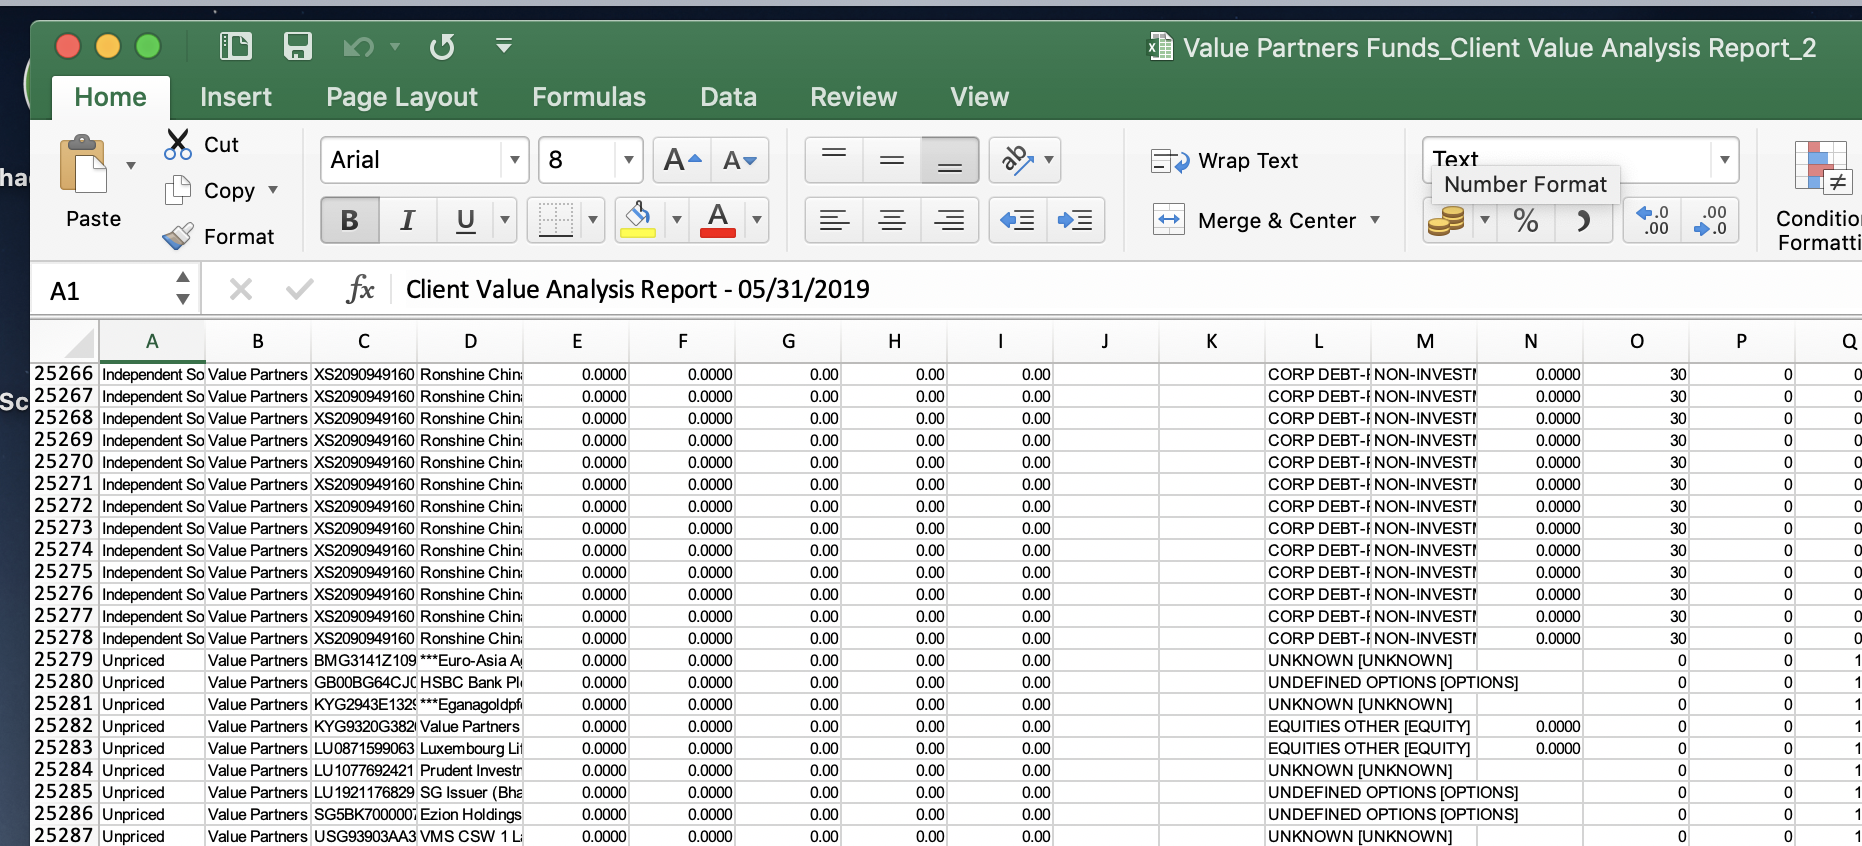 Value Partners Funds_Client Value Analysis Report_2
Home Insert Page Layout Formulas Data Review View
Paste
Cut
Copy
Format
Arial 8 A A
B I U A
ab
Wrap Text
Merge & Center
Text
Number Format
% .0 .00 .00 .0
Conditio
Formatti
A1 fx Client Value Analysis Report - 05/31/2019
A B C D E F G H I J K L M N O P Q
25266 Independent So Value Partners XS2090949160 Ronshine Chin 0.0000 0.0000 0.00 0.00 0.00 CORP DEBT- NON-INVEST 0.0000 30 0 0
25267 Independent So Value Partners XS2090949160 Ronshine Chin 0.0000 0.0000 0.00 0.00 0.00 CORP DEBT- NON-INVEST 0.0000 30 0 0
25268 Independent So Value Partners XS2090949160 Ronshine Chin 0.0000 0.0000 0.00 0.00 0.00 CORP DEBT- NON-INVEST 0.0000 30 0 0
25269 Independent So Value Partners XS2090949160 Ronshine Chin 0.0000 0.0000 0.00 0.00 0.00 CORP DEBT- NON-INVEST 0.0000 30 0 0
25270 Independent So Value Partners XS2090949160 Ronshine Chin 0.0000 0.0000 0.00 0.00 0.00 CORP DEBT- NON-INVEST 0.0000 30 0 0
25271 Independent So Value Partners XS2090949160 Ronshine Chin 0.0000 0.0000 0.00 0.00 0.00 CORP DEBT- NON-INVEST 0.0000 30 0 0
25272 Independent So Value Partners XS2090949160 Ronshine Chin 0.0000 0.0000 0.00 0.00 0.00 CORP DEBT- NON-INVEST 0.0000 30 0 0
25273 Independent So Value Partners XS2090949160 Ronshine Chin 0.0000 0.0000 0.00 0.00 0.00 CORP DEBT- NON-INVEST 0.0000 30 0 0
25274 Independent So Value Partners XS2090949160 Ronshine Chin 0.0000 0.0000 0.00 0.00 0.00 CORP DEBT- NON-INVEST 0.0000 30 0 0
25275 Independent So Value Partners XS2090949160 Ronshine Chin 0.0000 0.0000 0.00 0.00 0.00 CORP DEBT- NON-INVEST 0.0000 30 0 0
25276 Independent So Value Partners XS2090949160 Ronshine Chin 0.0000 0.0000 0.00 0.00 0.00 CORP DEBT- NON-INVEST 0.0000 30 0 0
25277 Independent So Value Partners XS2090949160 Ronshine Chin 0.0000 0.0000 0.00 0.00 0.00 CORP DEBT- NON-INVEST 0.0000 30 0 0
25278 Independent So Value Partners XS2090949160 Ronshine Chin 0.0000 0.0000 0.00 0.00 0.00 CORP DEBT- NON-INVEST 0.0000 30 0 0
25279 Unpriced Value Partners BMG3141Z109 ***Euro-Asia A 0.0000 0.0000 0.00 0.00 0.00 UNKNOWN [UNKNOWN] 0 0 1
25280 Unpriced Value Partners GB00BG64CJ0 HSBC Bank Pl 0.0000 0.0000 0.00 0.00 0.00 UNDEFINED OPTIONS [OPTIONS] 0 0 1
25281 Unpriced Value Partners KYG2943E132 ***Eganagoldpf 0.0000 0.0000 0.00 0.00 0.00 UNKNOWN [UNKNOWN] 0 0 1
25282 Unpriced Value Partners KYG9320G382 Value Partners 0.0000 0.0000 0.00 0.00 0.00 EQUITIES OTHER [EQUITY] 0.0000 0 0 1
25283 Unpriced Value Partners LU0871599063 Luxembourg Li 0.0000 0.0000 0.00 0.00 0.00 EQUITIES OTHER [EQUITY] 0.0000 0 0 1
25284 Unpriced Value Partners LU1077692421 Prudent Invest 0.0000 0.0000 0.00 0.00 0.00 UNKNOWN [UNKNOWN] 0 0 1
25285 Unpriced Value Partners LU1921176829 SG Issuer (Bha 0.0000 0.0000 0.00 0.00 0.00 UNDEFINED OPTIONS [OPTIONS] 0 0 1
25286 Unpriced Value Partners SG5BK700000 Ezion Holdings 0.0000 0.0000 0.00 0.00 0.00 UNDEFINED OPTIONS [OPTIONS] 0 0 1
25287 Unpriced Value Partners USG93903AA3 VMS CSW 1 L 0.0000 0.0000 0.00 0.00 0.00 UNKNOWN [UNKNOWN] 0 0 1
ha
Sc